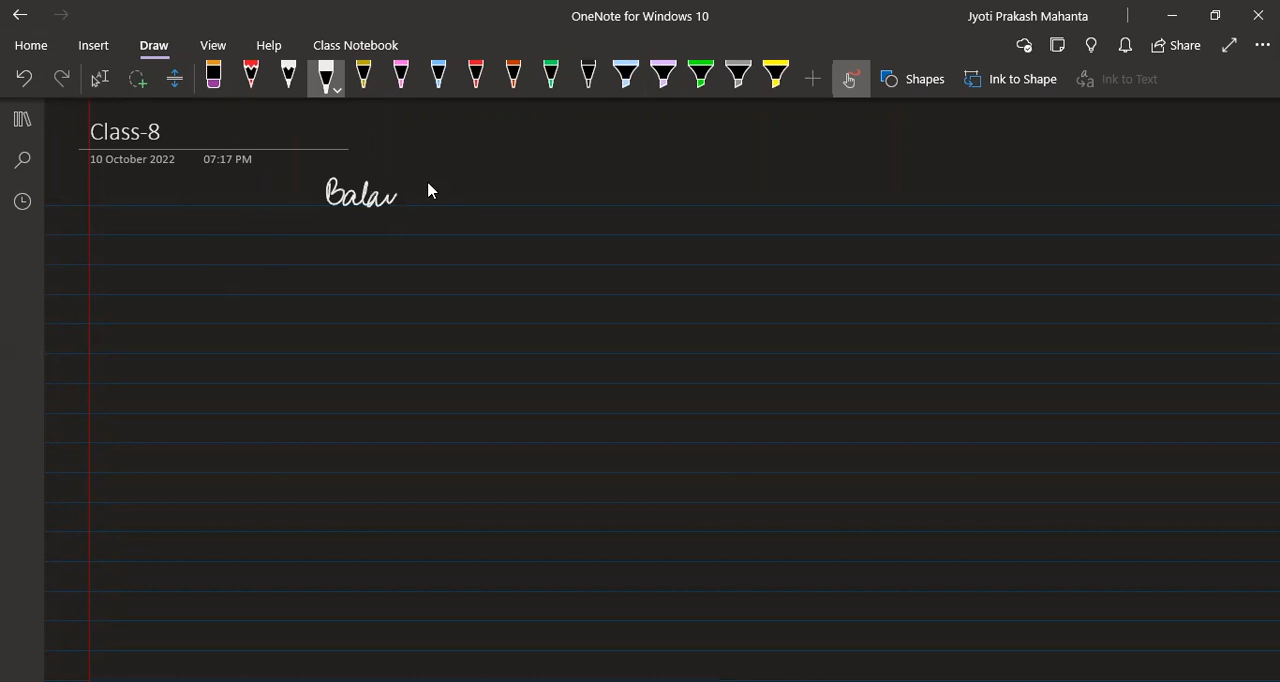 OneNote for Windows 10
Jyoti Prakash Mahanta
Home Insert Draw View Help Class Notebook
Share
Shapes Ink to Shape Ink to Text
Class-8
10 October 2022 07:17 PM
Balan